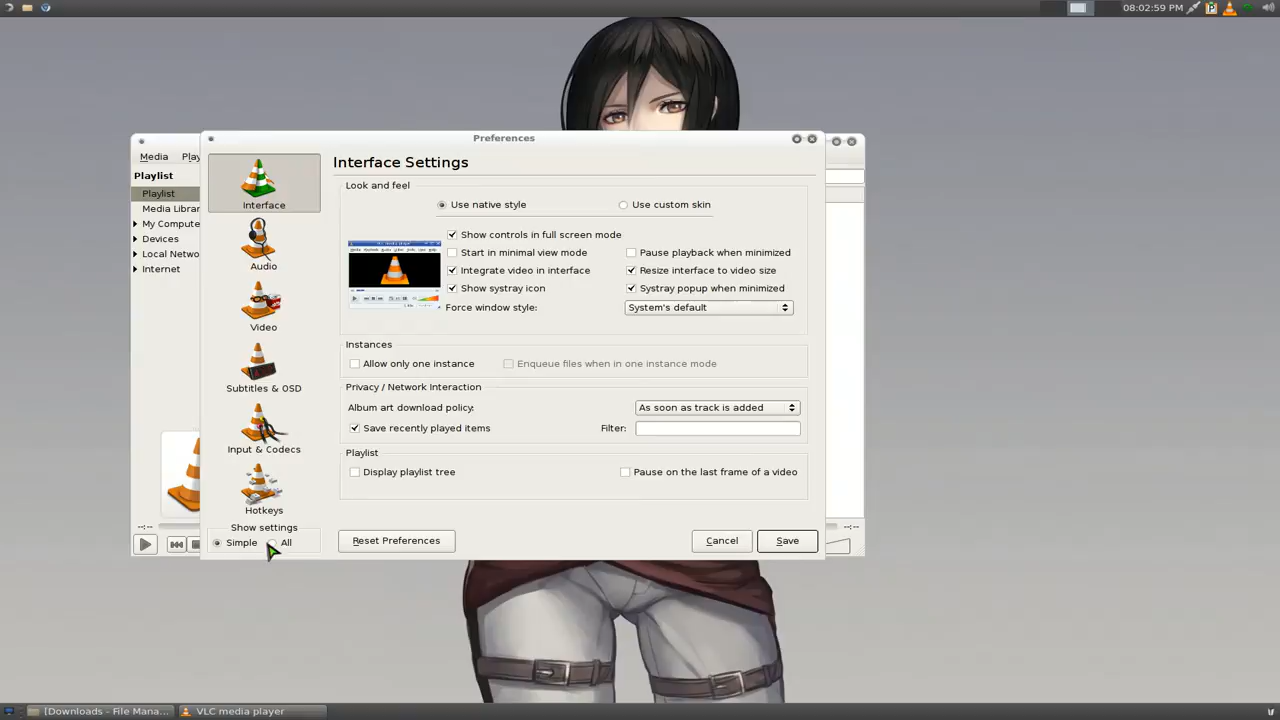 08:02:59 PM
Preferences
Media Play
Playlist
Playlist
Media Librar
My Compute
Devices
Local Netwo
Internet
--:--
Interface
Audio
Video
Subtitles & OSD
Input & Codecs
Hotkeys
Show settings
Simple All
Interface Settings
Look and feel
Use native style Use custom skin
Show controls in full screen mode
Start in minimal view mode Pause playback when minimized
Integrate video in interface Resize interface to video size
Show systray icon Systray popup when minimized
Force window style: System's default
Instances
Allow only one instance Enqueue files when in one instance mode
Privacy / Network Interaction
Album art download policy: As soon as track is added
Save recently played items Filter:
Playlist
Display playlist tree Pause on the last frame of a video
Reset Preferences Cancel Save
--:--
[Downloads - File Mana... VLC media player